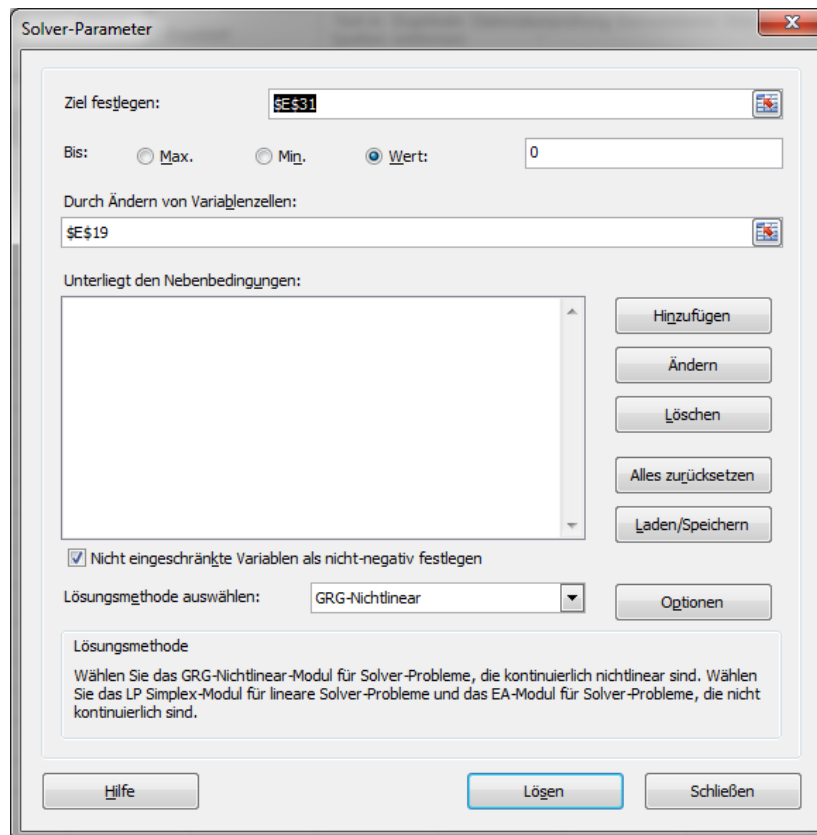 Solver-Parameter
Ziel festlegen:
$E$31
Bis:
Max.
Min.
Wert:
0
Durch Ändern von Variablenzellen:
$E$19
Unterliegt den Nebenbedingungen:
Hinzufügen
Ändern
Löschen
Alles zurücksetzen
Laden/Speichern
Nicht eingeschränkte Variablen als nicht-negativ festlegen
Lösungsmethode auswählen:
GRG-Nichtlinear
Optionen
Lösungsmethode
Wählen Sie das GRG-Nichtlinear-Modul für Solver-Probleme, die kontinuierlich nichtlinear sind. Wählen
Sie das LP Simplex-Modul für lineare Solver-Probleme und das EA-Modul für Solver-Probleme, die nicht
kontinuierlich sind.
Hilfe
Lösen
Schließen